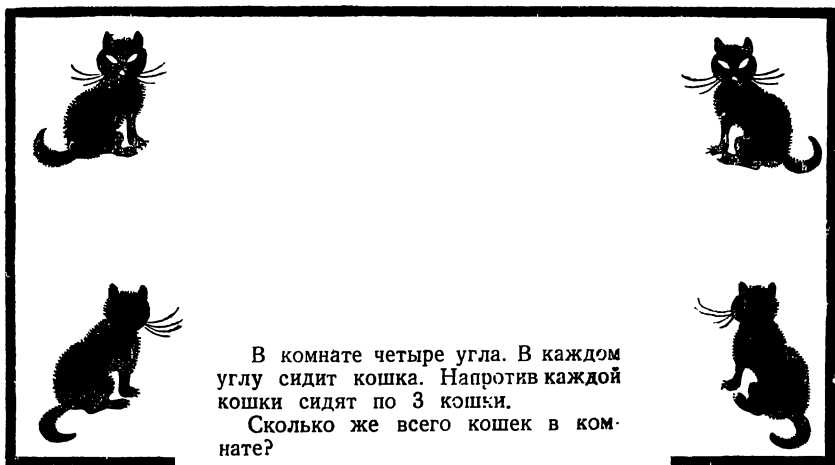 В комнате четыре угла. В каждом
углу сидит кошка. Напротив каждой
кошки сидят по 3 кошки.
Сколько же всего кошек в ком-
нате?